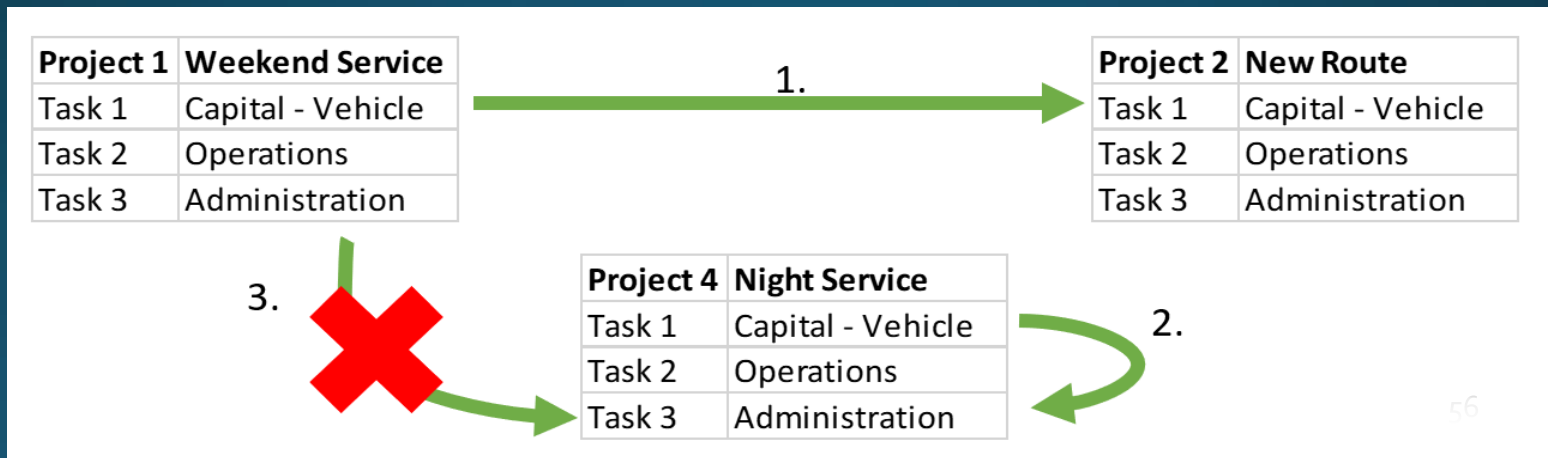 Project 1 Weekend Service
Task 1 Capital - Vehicle
Task 2 Operations
Task 3 Administration
1.
Project 2 New Route
Task 1 Capital - Vehicle
Task 2 Operations
Task 3 Administration
3.
Project 4 Night Service
Task 1 Capital - Vehicle
Task 2 Operations
Task 3 Administration
2.
56